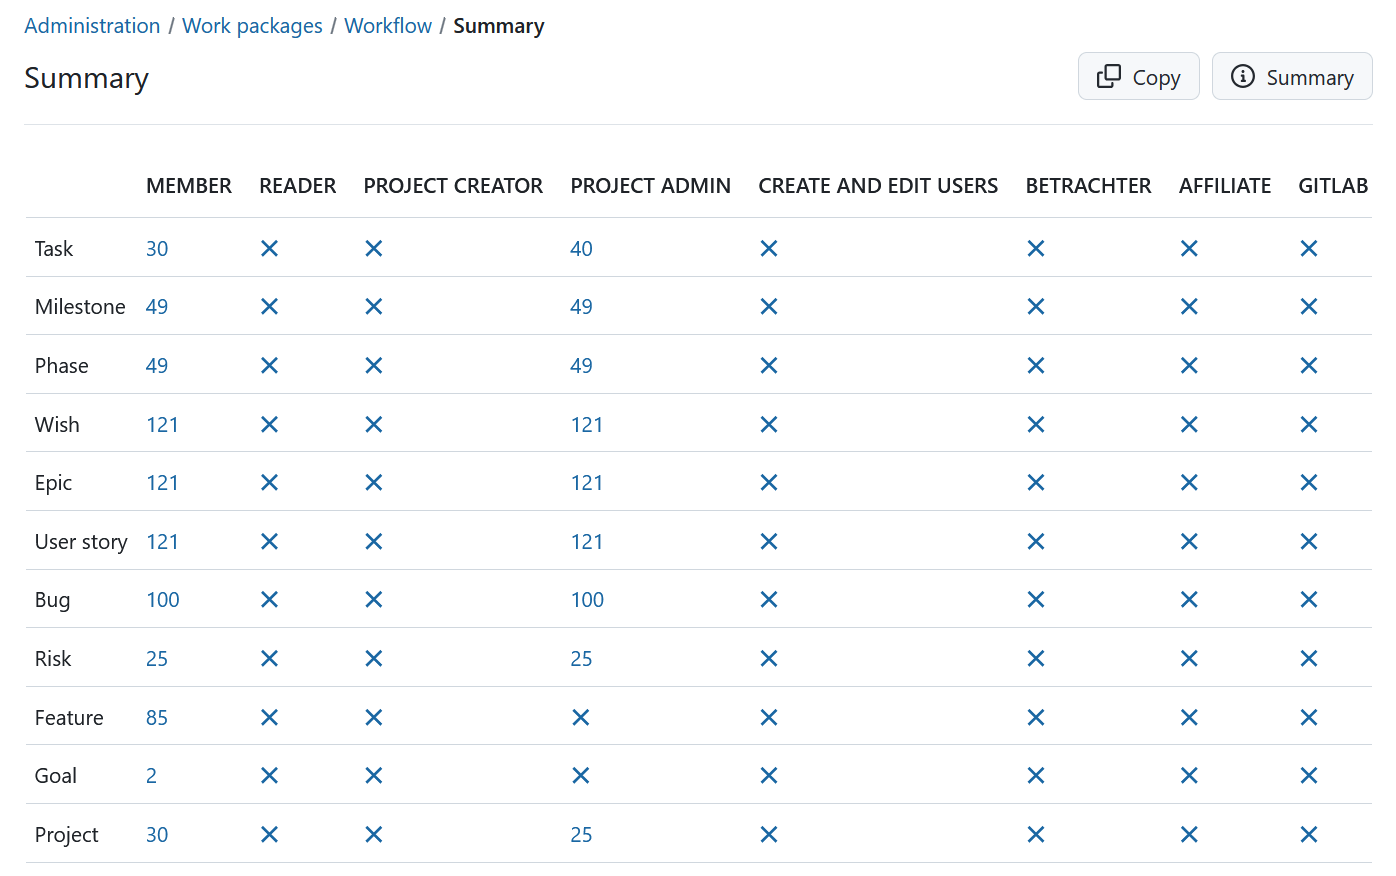 Administration / Work packages / Workflow / Summary
Summary
Copy
Summary
MEMBER READER PROJECT CREATOR PROJECT ADMIN CREATE AND EDIT USERS BETRACHTER AFFILIATE GITLAB
Task 30 40
Milestone 49 49
Phase 49 49
Wish 121 121
Epic 121 121
User story 121 121
Bug 100 100
Risk 25 25
Feature 85
Goal 2
Project 30 25